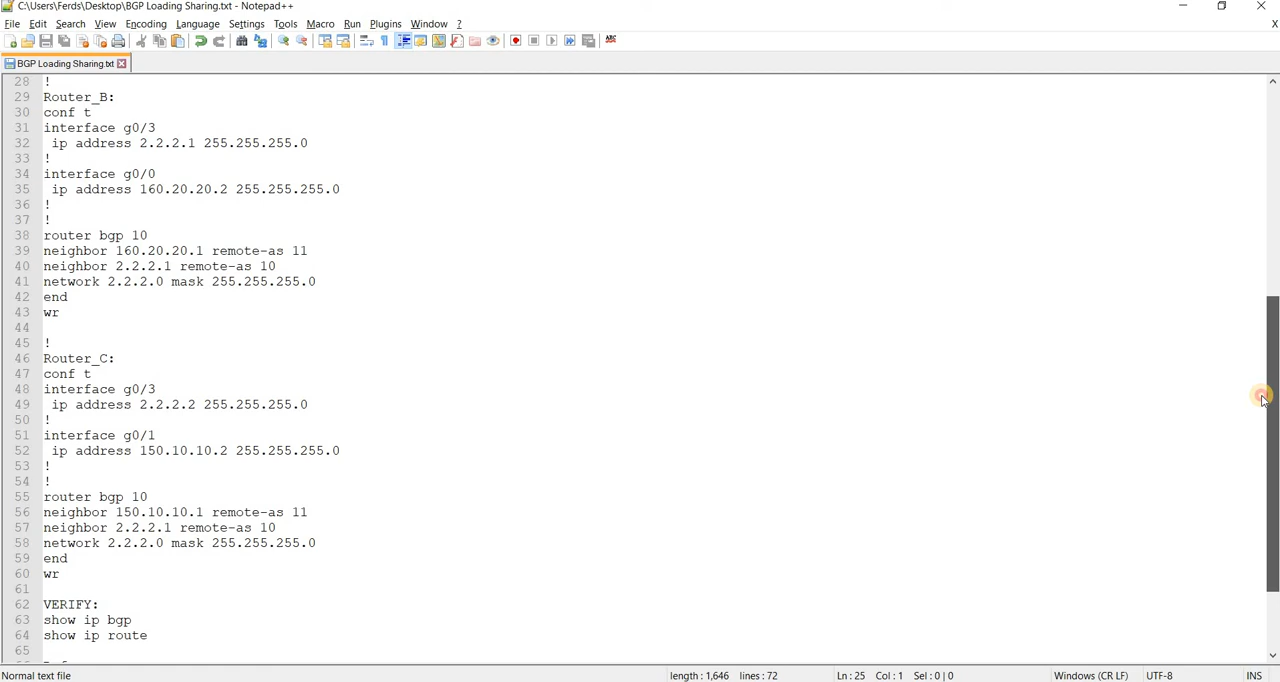 C:\Users\Ferds\Desktop\BGP Loading Sharing.txt - Notepad++
File Edit Search View Encoding Language Settings Tools Macro Run Plugins Window ? X
ABC
BGP Loading Sharing.txt
28 !
29 Router_B:
30 conf t
31 interface g0/3
32 ip address 2.2.2.1 255.255.255.0
33 !
34 interface g0/0
35 ip address 160.20.20.2 255.255.255.0
36 !
37 !
38 router bgp 10
39 neighbor 160.20.20.1 remote-as 11
40 neighbor 2.2.2.1 remote-as 10
41 network 2.2.2.0 mask 255.255.255.0
42 end
43 wr
44
45 !
46 Router_C:
47 conf t
48 interface g0/3
49 ip address 2.2.2.2 255.255.255.0
50 !
51 interface g0/1
52 ip address 150.10.10.2 255.255.255.0
53 !
54 !
55 router bgp 10
56 neighbor 150.10.10.1 remote-as 11
57 neighbor 2.2.2.1 remote-as 10
58 network 2.2.2.0 mask 255.255.255.0
59 end
60 wr
61
62 VERIFY:
63 show ip bgp
64 show ip route
65
Normal text file length : 1,646 lines : 72 Ln : 25 Col : 1 Sel : 0 | 0 Windows (CR LF) UTF-8 INS